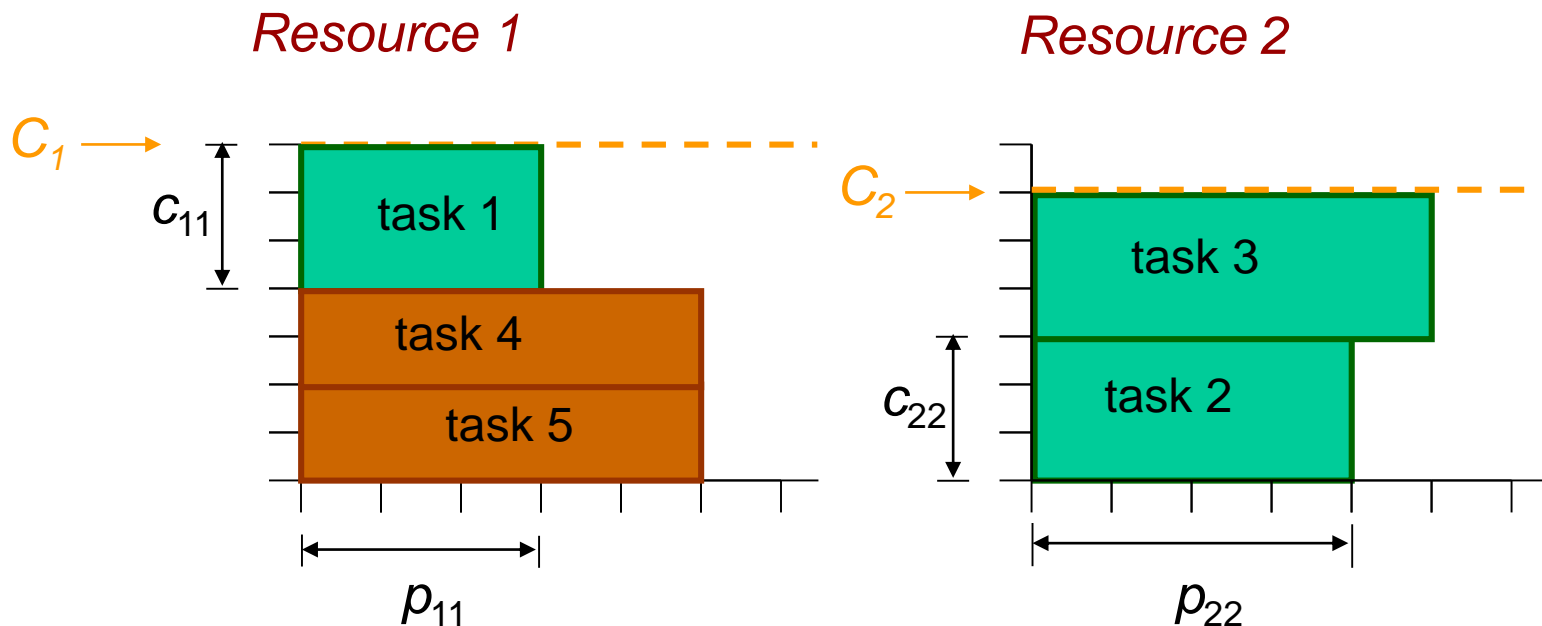 Resource 1
C1
c11
task 1
task 4
task 5
p11
Resource 2
C2
task 3
c22
task 2
p22